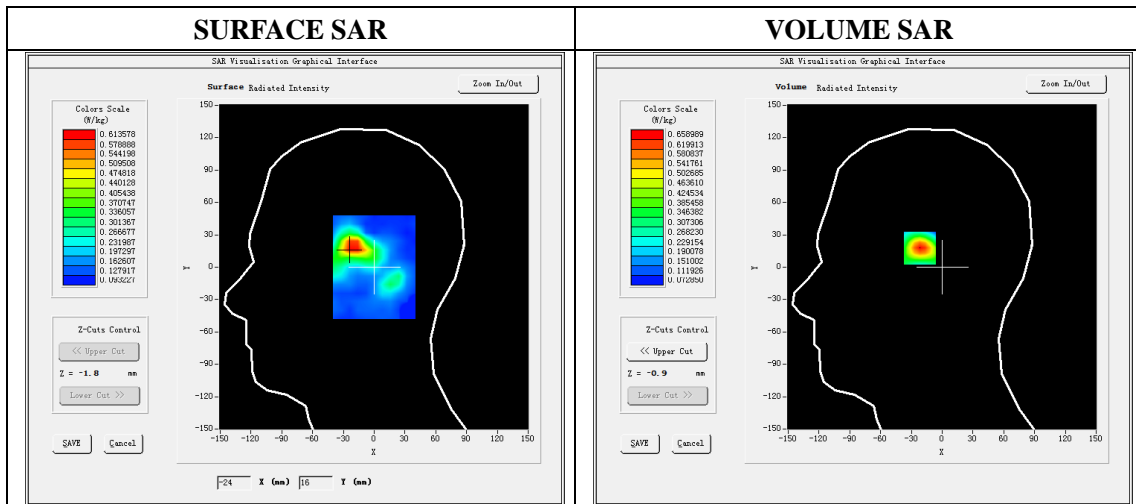 SURFACE SAR
SAR Visualisation Graphical Interface
Surface Radiated Intensity
Zoom In/Out
Colors Scale
(W/kg)
0.613578
0.578888
0.544198
0.509508
0.474818
0.440128
0.405438
0.370747
0.336057
0.301367
0.266677
0.231987
0.197297
0.162607
0.127917
0.093227
150
120
90
60
30
0
-30
-60
-90
-120
-150
Y
-150 -120 -90 -60 -30 0 30 60 90 120 150
X
Z-Cuts Control
<< Upper Cut
Z = -1.8 mm
Lower Cut >>
SAVE Cancel
-24 X (mm) 16 Y (mm)
VOLUME SAR
SAR Visualisation Graphical Interface
Volume Radiated Intensity
Zoom In/Out
Colors Scale
(W/kg)
0.658989
0.619913
0.580837
0.541761
0.502685
0.463610
0.424534
0.385458
0.346382
0.307306
0.268230
0.229154
0.190078
0.151002
0.111926
0.072850
150
120
90
60
30
0
-30
-60
-90
-120
-150
Y
-150 -120 -90 -60 -30 0 30 60 90 120 150
X
Z-Cuts Control
<< Upper Cut
Z = -0.9 mm
Lower Cut >>
SAVE Cancel